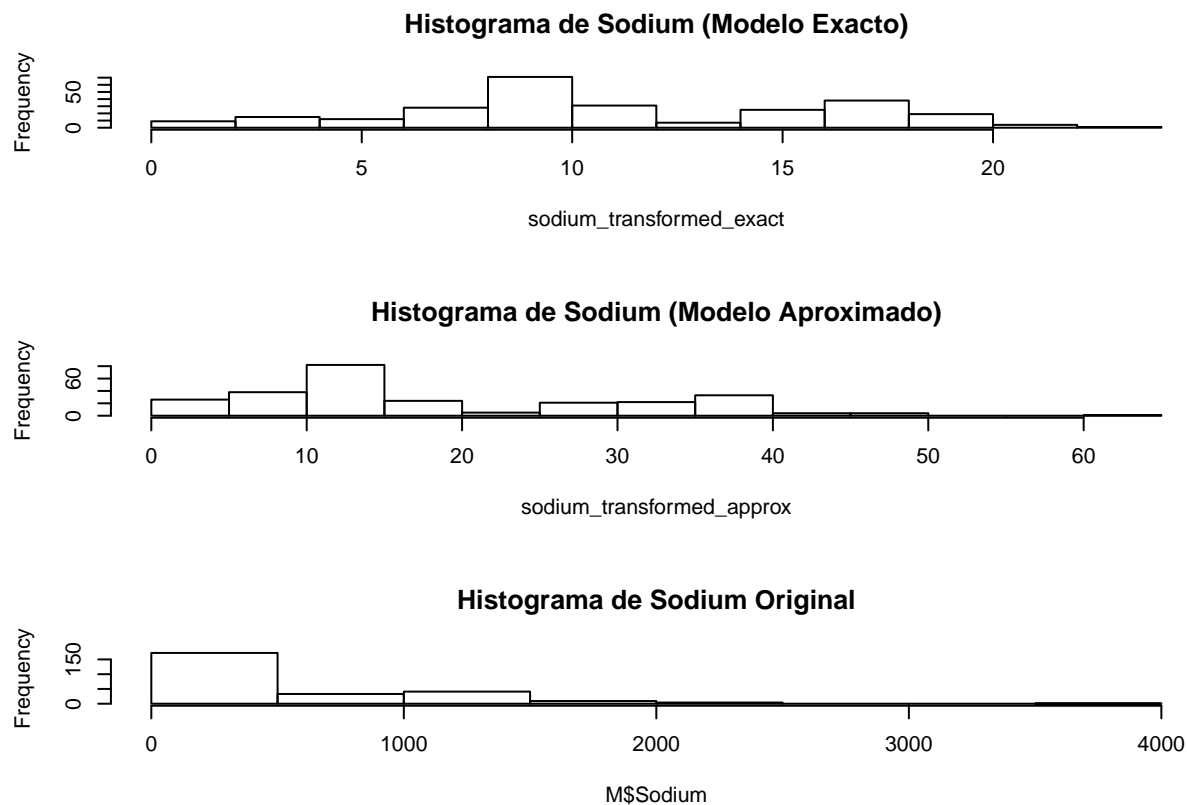 Histograma de Sodium (Modelo Exacto)
Frequency
0 50
0 5 10 15 20
sodium_transformed_exact
Histograma de Sodium (Modelo Aproximado)
Frequency
0 60
0 10 20 30 40 50 60
sodium_transformed_approx
Histograma de Sodium Original
Frequency
0 150
0 1000 2000 3000 4000
M$Sodium